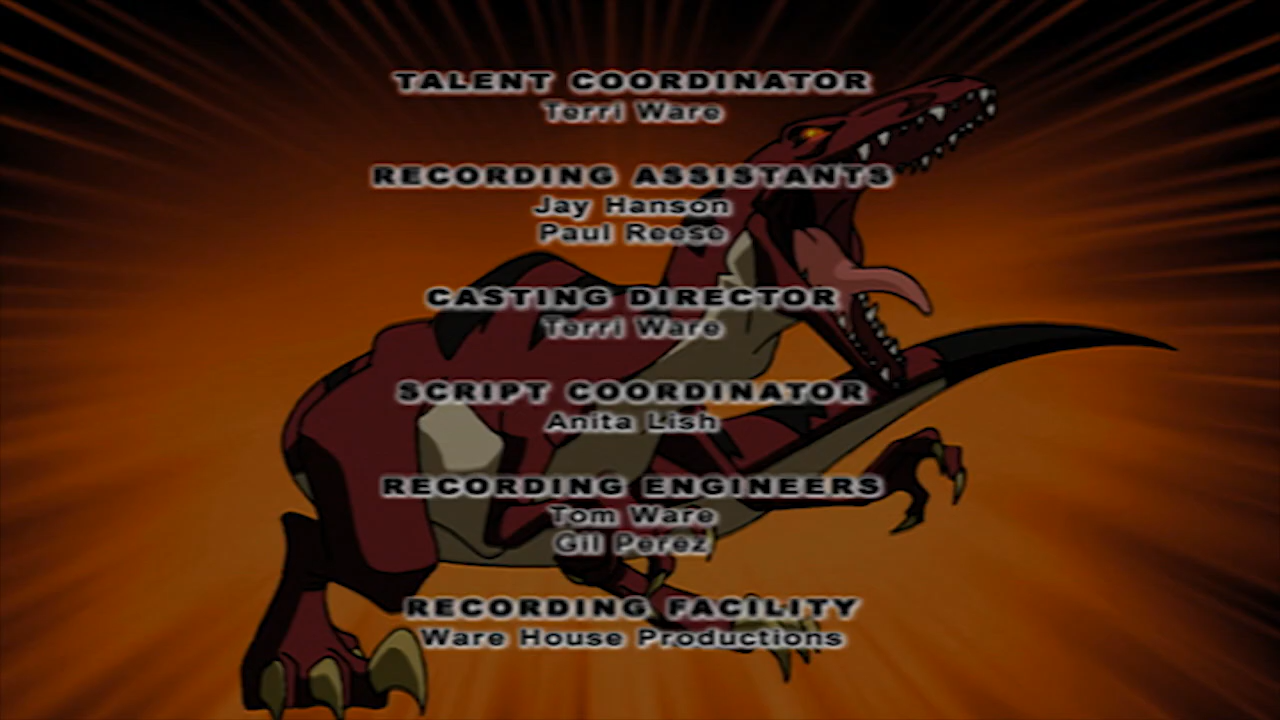 TALENT COORDINATOR
Terri Ware
RECORDING ASSISTANTS
Jay Hanson
Paul Reese
CASTING DIRECTOR
Terri Ware
SCRIPT COORDINATOR
Anita Lish
RECORDING ENGINEERS
Tom Ware
Gil Perez
RECORDING FACILITY
Ware House Productions